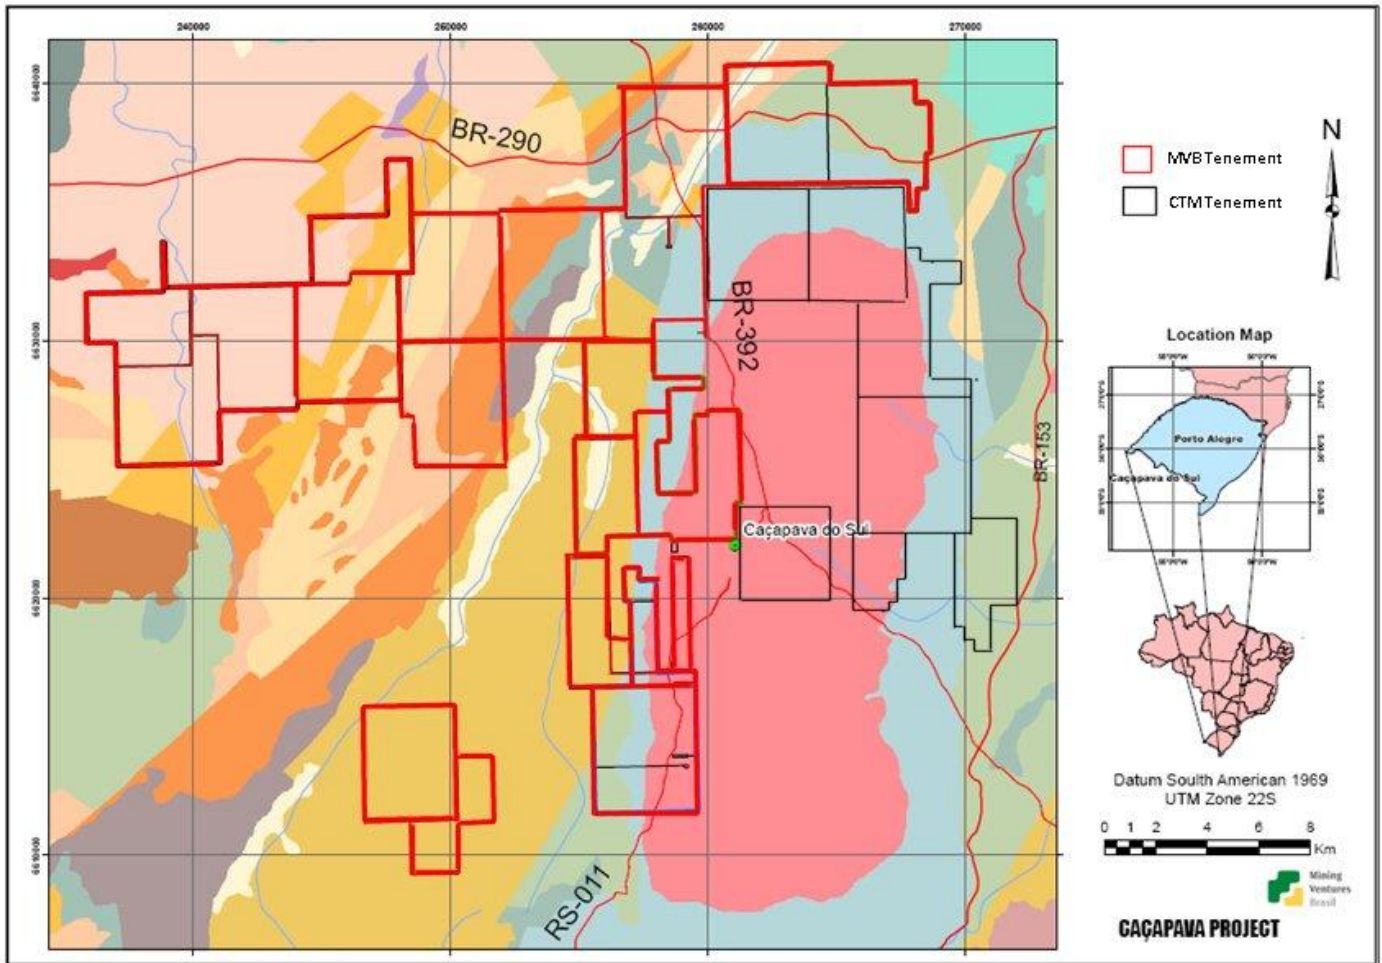 240000
250000
260000
270000
6640000
6630000
6620000
6610000
BR-290
BR-392
BR-153
Caçapava do Sul
RS-011
N
MVB Tenement
CTM Tenement
Location Map
Porto Alegre
Caçapava do Sul
Datum Soulth American 1969
UTM Zone 22S
0 1 2 4 6 8
Km
Mining
Ventures
Brasil
CAÇAPAVA PROJECT